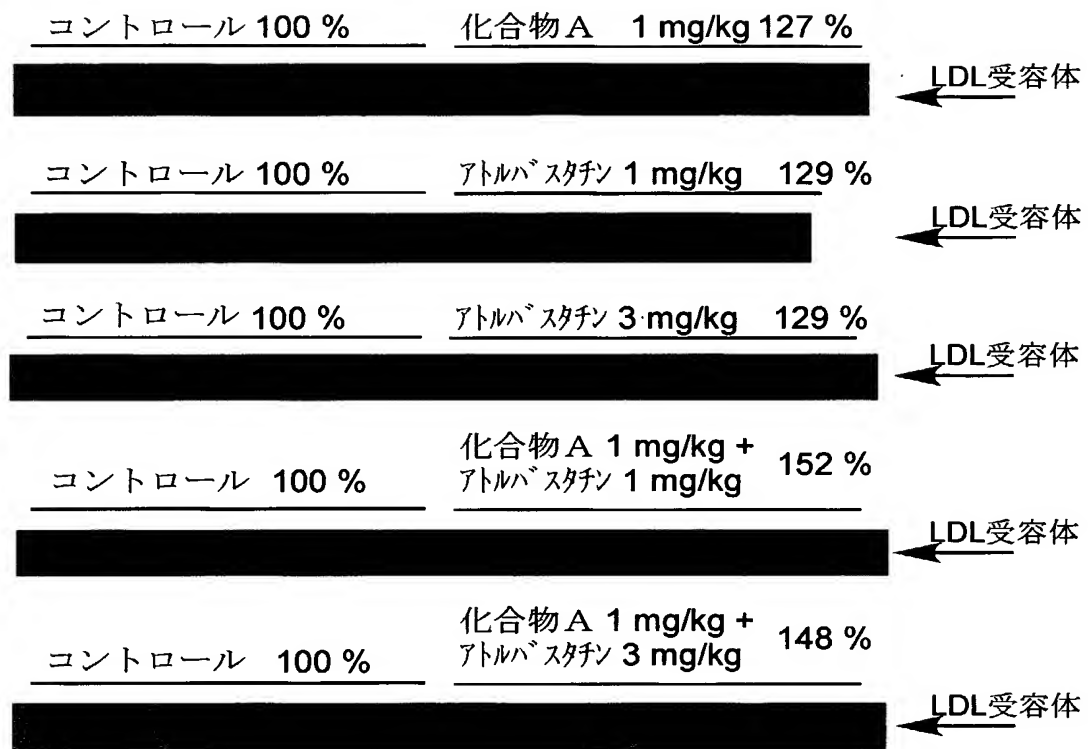 コントロール 100 % 化合物A 1 mg/kg 127 %
LDL受容体
コントロール 100 % アトルバスタチン 1 mg/kg 129 %
LDL受容体
コントロール 100 % アトルバスタチン 3 mg/kg 129 %
LDL受容体
化合物A 1 mg/kg +
コントロール 100 % アトルバスタチン 1 mg/kg 152 %
LDL受容体
化合物A 1 mg/kg +
コントロール 100 % アトルバスタチン 3 mg/kg 148 %
LDL受容体